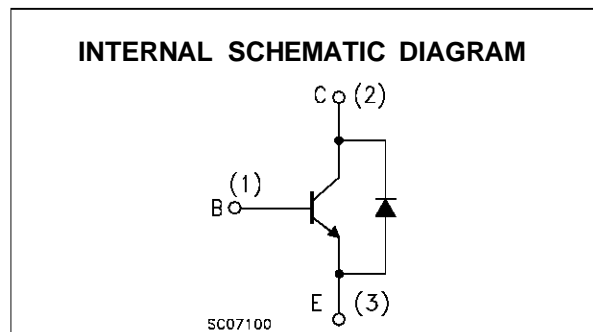 INTERNAL SCHEMATIC DIAGRAM
C (2)
(1)
B
E (3)
SC07100